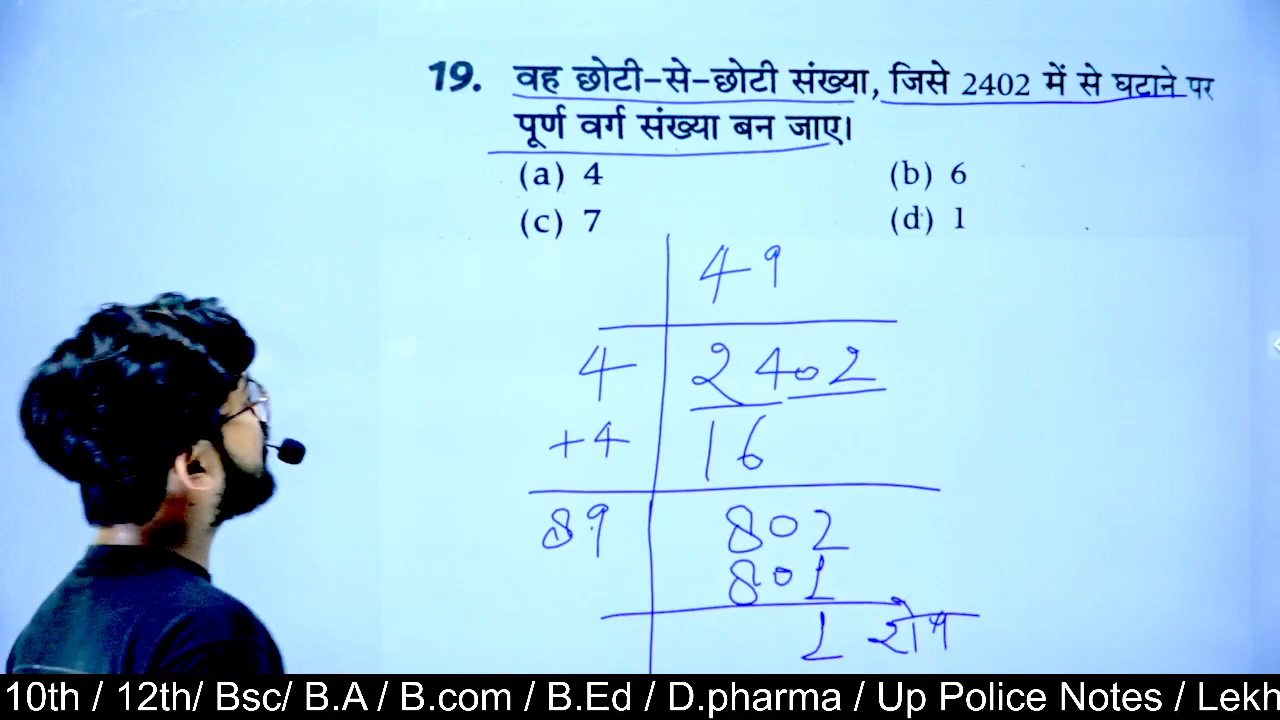 19. वह छोटी-से-छोटी संख्या, जिसे 2402 में से घटाने पर
पूर्ण वर्ग संख्या बन जाए।
(a) 4 (b) 6
(c) 7 (d) 1
49
4 2402
+4 16
89 802
801
1 शेष
10th / 12th/ Bsc/ B.A / B.com / B.Ed / D.pharma / Up Police Notes / Lekh